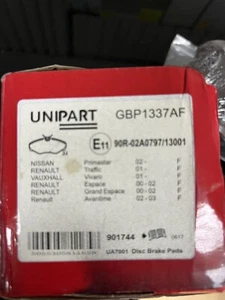 UNIPART GBP1337AF
E11 90R-02A0797/13001
NISSAN Primastar 02 - F
RENAULT Traffic 01 - F
VAUXHALL Vivaro 01 - F
RENAULT Espace 00 - 02 F
RENAULT Grand Espace 00 - 02 F
Renault Avantime 02 - 03 F
901744
UA7901 Disc Brake Pads